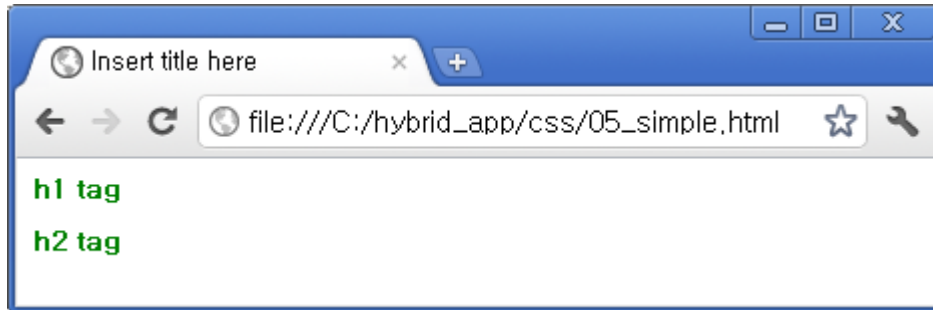 Insert title here
file:///C:/hybrid_app/css/05_simple.html
h1 tag
h2 tag